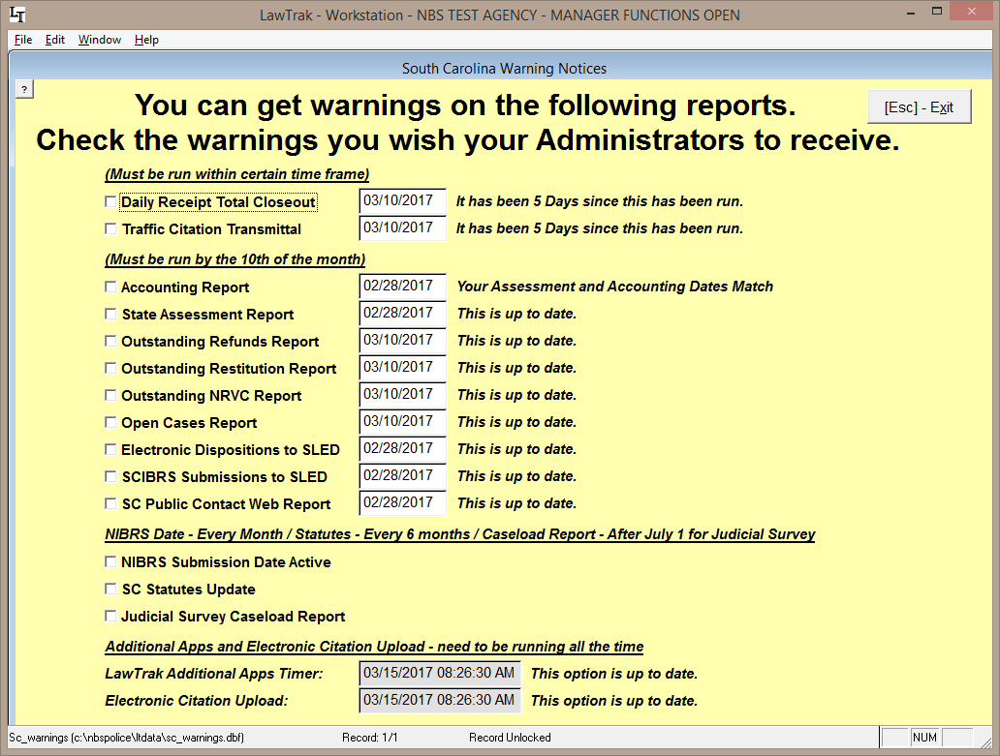 LT LawTrak - Workstation - NBS TEST AGENCY - MANAGER FUNCTIONS OPEN
File Edit Window Help
South Carolina Warning Notices
?
You can get warnings on the following reports.
[Esc] - Exit
Check the warnings you wish your Administrators to receive.
(Must be run within certain time frame)
Daily Receipt Total Closeout 03/10/2017 It has been 5 Days since this has been run.
Traffic Citation Transmittal 03/10/2017 It has been 5 Days since this has been run.
(Must be run by the 10th of the month)
Accounting Report 02/28/2017 Your Assessment and Accounting Dates Match
State Assessment Report 02/28/2017 This is up to date.
Outstanding Refunds Report 03/10/2017 This is up to date.
Outstanding Restitution Report 03/10/2017 This is up to date.
Outstanding NRVC Report 03/10/2017 This is up to date.
Open Cases Report 03/10/2017 This is up to date.
Electronic Dispositions to SLED 02/28/2017 This is up to date.
SCIBRS Submissions to SLED 02/28/2017 This is up to date.
SC Public Contact Web Report 02/28/2017 This is up to date.
NIBRS Date - Every Month / Statutes - Every 6 months / Caseload Report - After July 1 for Judicial Survey
NIBRS Submission Date Active
SC Statutes Update
Judicial Survey Caseload Report
Additional Apps and Electronic Citation Upload - need to be running all the time
LawTrak Additional Apps Timer: 03/15/2017 08:26:30 AM This option is up to date.
Electronic Citation Upload: 03/15/2017 08:26:30 AM This option is up to date.
Sc_warnings (c:\nbspolice\ltdata\sc_warnings.dbf) Record: 1/1 Record Unlocked NUM